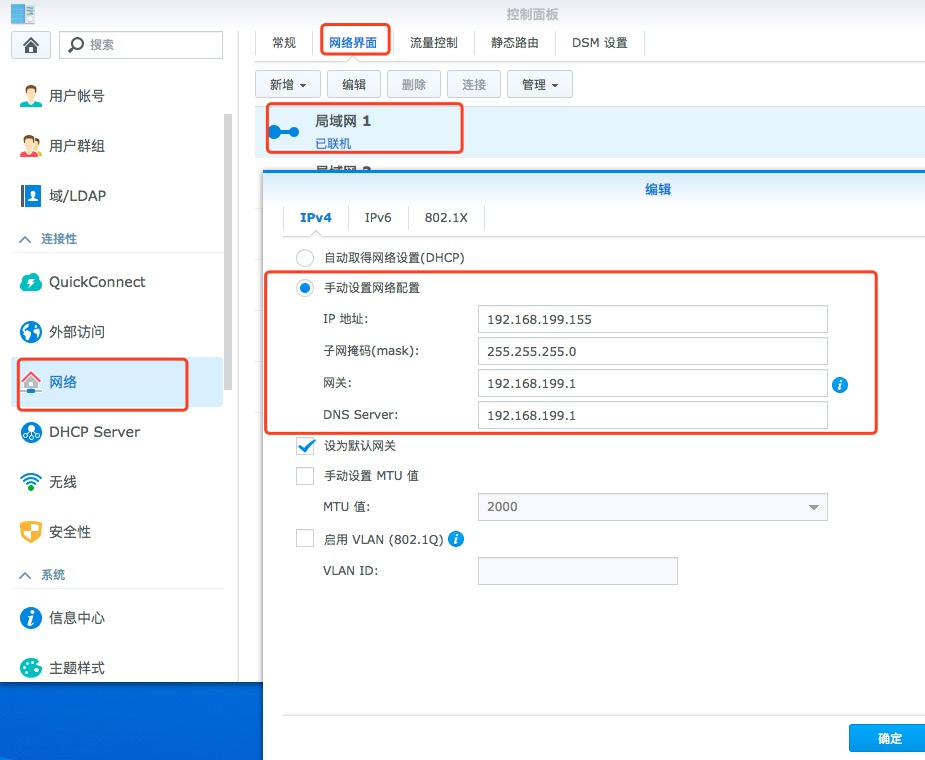 控制面板
搜索
常规 网络界面 流量控制 静态路由 DSM 设置
新增 编辑 删除 连接 管理
局域网 1
已联机
用户帐号
用户群组
域/LDAP
连接性
QuickConnect
外部访问
网络
DHCP Server
无线
安全性
系统
信息中心
主题样式
局域网 2
编辑
IPv4 IPv6 802.1X
自动取得网络设置(DHCP)
手动设置网络配置
IP 地址: 192.168.199.155
子网掩码(mask): 255.255.255.0
网关: 192.168.199.1
DNS Server: 192.168.199.1
设为默认网关
手动设置 MTU 值
MTU 值: 2000
启用 VLAN (802.1Q)
VLAN ID:
确定